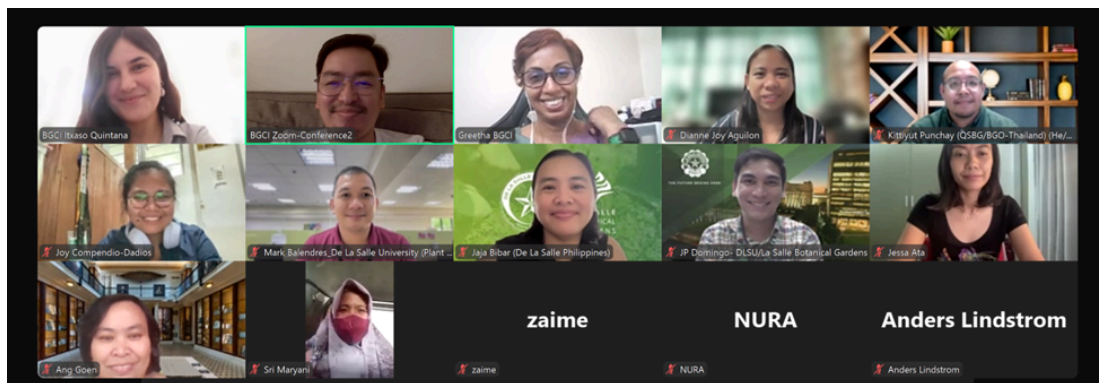 BGCI Itxaso Quintana
BGCI Zoom-Conference2
Greetha BGCI
Dianne Joy Aguilon
Kittiyut Punchay (QSBG/BGO-Thailand) (He/...
THE FUTURE BEGINS HERE
Joy Compendio-Dadios
Mark Balendres_De La Salle University (Plant ...
Jaja Bibar (De La Salle Philippines)
JP Domingo- DLSU/La Salle Botanical Gardens
Jessa Ata
zaime
NURA
Anders Lindstrom
Ang Goen
Sri Maryani
zaime
NURA
Anders Lindstrom